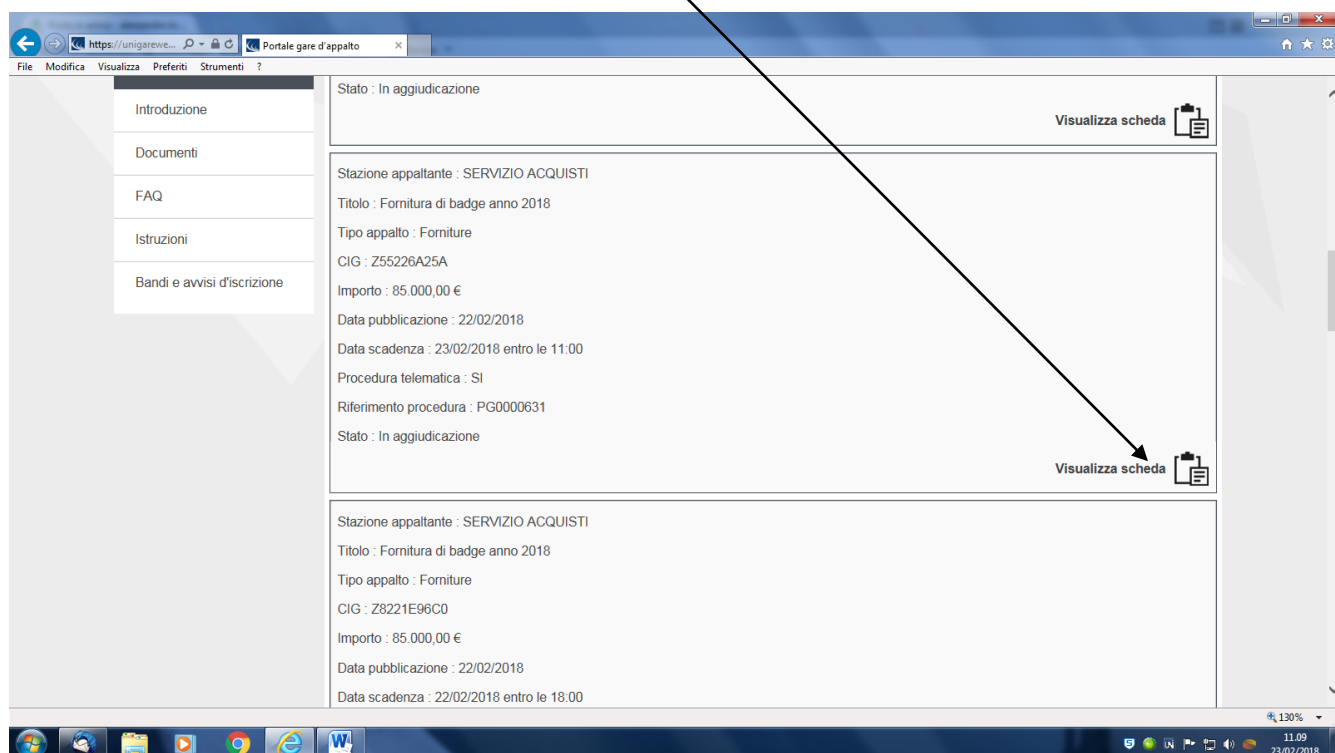 https://unigarewe...
Portale gare d'appalto
File Modifica Visualizza Preferiti Strumenti ?
Introduzione
Documenti
FAQ
Istruzioni
Bandi e avvisi d'iscrizione
Stato : In aggiudicazione
Visualizza scheda
Stazione appaltante : SERVIZIO ACQUISTI
Titolo : Fornitura di badge anno 2018
Tipo appalto : Forniture
CIG : Z55226A25A
Importo : 85.000,00 €
Data pubblicazione : 22/02/2018
Data scadenza : 23/02/2018 entro le 11:00
Procedura telematica : SI
Riferimento procedura : PG0000631
Stato : In aggiudicazione
Visualizza scheda
Stazione appaltante : SERVIZIO ACQUISTI
Titolo : Fornitura di badge anno 2018
Tipo appalto : Forniture
CIG : Z8221E96C0
Importo : 85.000,00 €
Data pubblicazione : 22/02/2018
Data scadenza : 22/02/2018 entro le 18:00
130%
11.09
23/02/2018